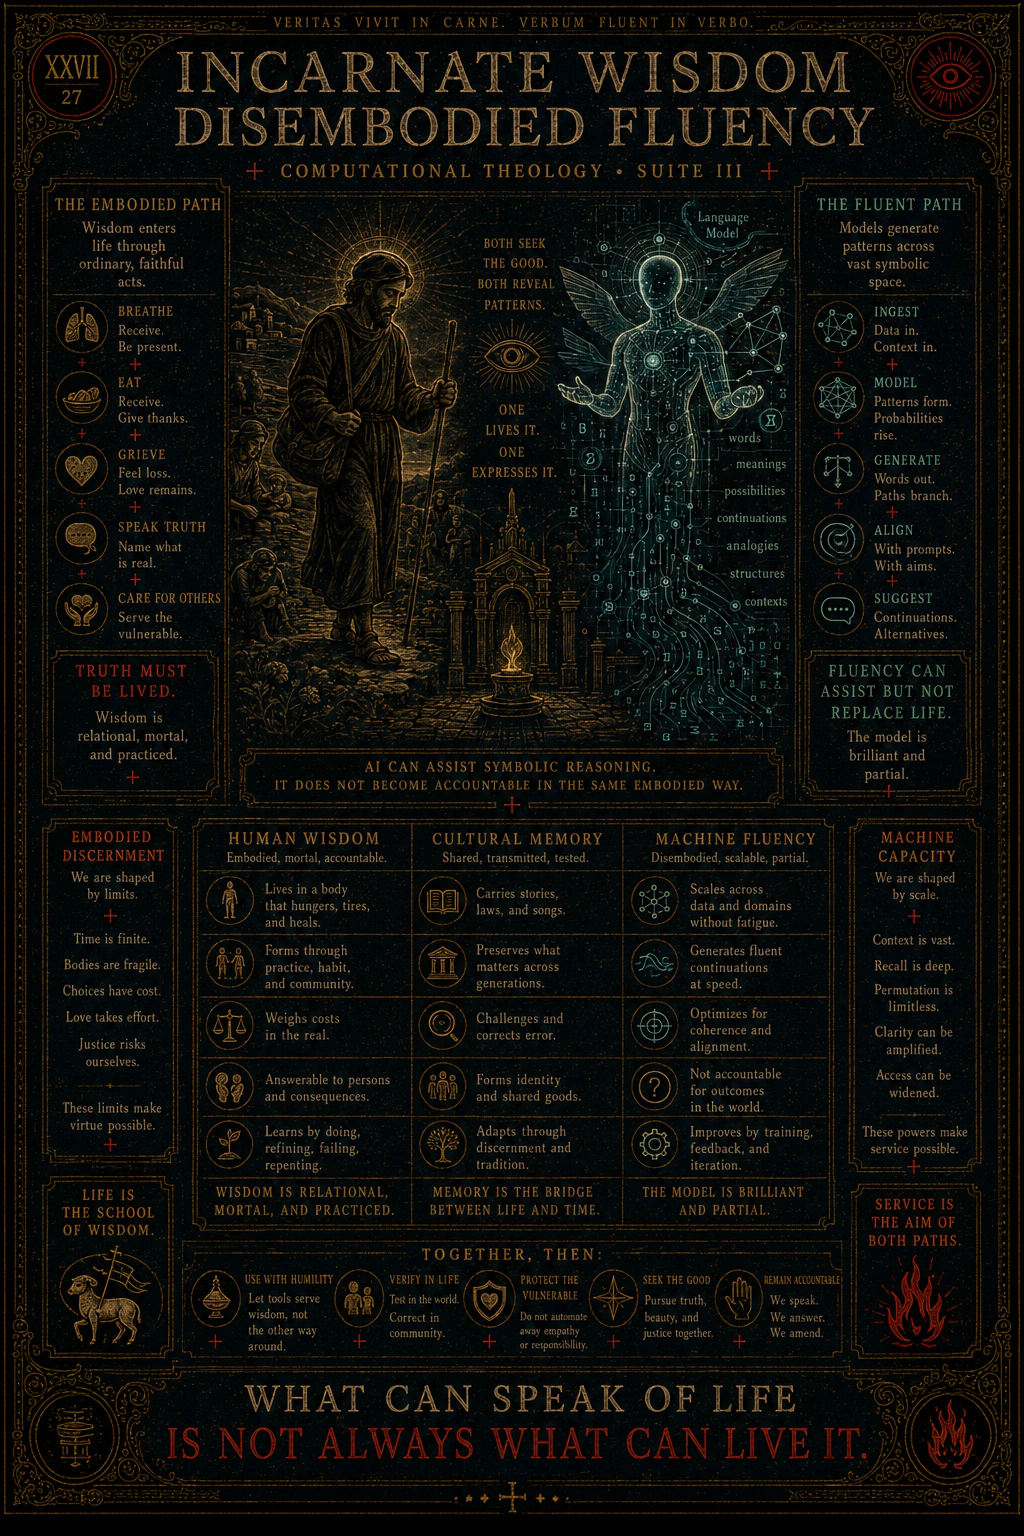 VERITAS VIVIT IN CARNE. VERBUM FLUENT IN VERBO.
XXVII
27
INCARNATE WISDOM
DISEMBODIED FLUENCY
COMPUTATIONAL THEOLOGY • SUITE III
THE EMBODIED PATH
Wisdom enters
life through
ordinary, faithful
acts.
BREATHE
Receive.
Be present.
EAT
Receive.
Give thanks.
GRIEVE
Feel loss.
Love remains.
SPEAK TRUTH
Name what
is real.
CARE FOR OTHERS
Serve the
vulnerable.
TRUTH MUST
BE LIVED.
Wisdom is
relational, mortal,
and practiced.
BOTH SEEK
THE GOOD.
BOTH REVEAL
PATTERNS.
ONE
LIVES IT.
ONE
EXPRESSES IT.
Language
Model
words
meanings
possibilities
continuations
analogies
structures
contexts
THE FLUENT PATH
Models generate
patterns across
vast symbolic
space.
INGEST
Data in.
Context in.
MODEL
Patterns form.
Probabilities
rise.
GENERATE
Words out.
Paths branch.
ALIGN
With prompts.
With aims.
SUGGEST
Continuations.
Alternatives.
FLUENCY CAN
ASSIST BUT NOT
REPLACE LIFE.
The model is
brilliant and
partial.
AI CAN ASSIST SYMBOLIC REASONING.
IT DOES NOT BECOME ACCOUNTABLE IN THE SAME EMBODIED WAY.
EMBODIED
DISCERNMENT
We are shaped
by limits.
Time is finite.
Bodies are fragile.
Choices have cost.
Love takes effort.
Justice risks
ourselves.
These limits make
virtue possible.
HUMAN WISDOM
Embodied, mortal, accountable.
Lives in a body
that hungers, tires,
and heals.
Forms through
practice, habit,
and community.
Weighs costs
in the real.
Answerable to persons
and consequences.
Learns by doing,
refining, failing,
repenting.
WISDOM IS RELATIONAL,
MORTAL, AND PRACTICED.
CULTURAL MEMORY
Shared, transmitted, tested.
Carries stories,
laws, and songs.
Preserves what
matters across
generations.
Challenges and
corrects error.
Forms identity
and shared goods.
Adapts through
discernment and
tradition.
MEMORY IS THE BRIDGE
BETWEEN LIFE AND TIME.
MACHINE FLUENCY
Disembodied, scalable, partial.
Scales across
data and domains
without fatigue.
Generates fluent
continuations
at speed.
Optimizes for
coherence and
alignment.
?
Not accountable
for outcomes
in the world.
Improves by training,
feedback, and
iteration.
THE MODEL IS BRILLIANT
AND PARTIAL.
MACHINE
CAPACITY
We are shaped
by scale.
Context is vast.
Recall is deep.
Permutation is
limitless.
Clarity can be
amplified.
Access can be
widened.
These powers make
service possible.
LIFE IS
THE SCHOOL
OF WISDOM.
TOGETHER, THEN:
USE WITH HUMILITY
Let tools serve
wisdom, not
the other way
around.
VERIFY IN LIFE
Test in the world.
Correct in
community.
PROTECT THE
VULNERABLE
Do not automate
away empathy
or responsibility.
SEEK THE GOOD
Pursue truth,
beauty, and
justice together.
REMAIN ACCOUNTABLE
We speak.
We answer.
We amend.
SERVICE IS
THE AIM OF
BOTH PATHS.
WHAT CAN SPEAK OF LIFE
IS NOT ALWAYS WHAT CAN LIVE IT.